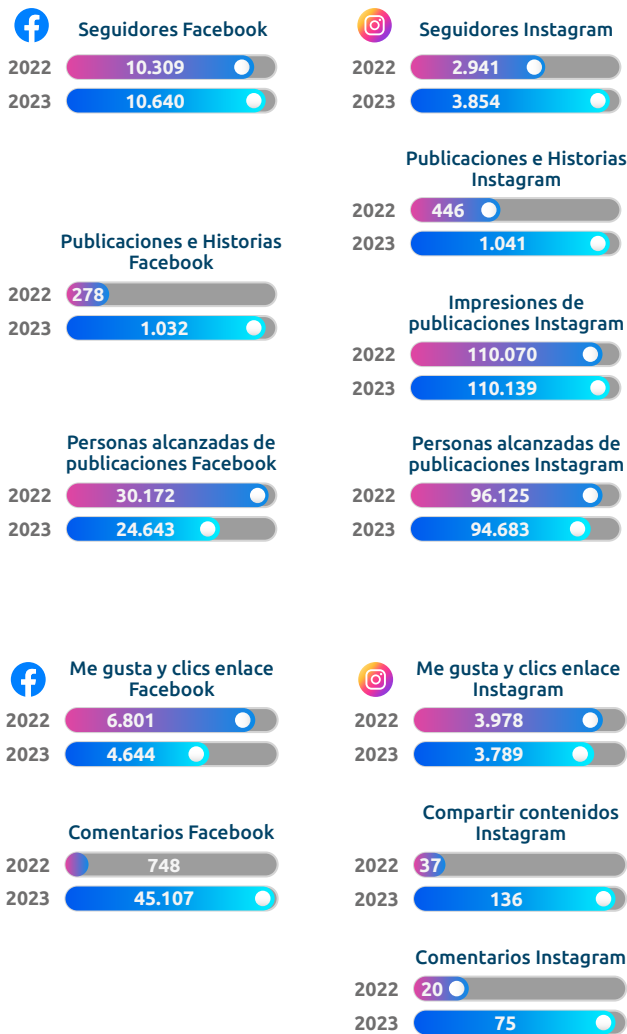 Seguidores Facebook
2022 10.309
2023 10.640
Publicaciones e Historias
Facebook
2022 278
2023 1.032
Personas alcanzadas de
publicaciones Facebook
2022 30.172
2023 24.643
Seguidores Instagram
2022 2.941
2023 3.854
Publicaciones e Historias
Instagram
2022 446
2023 1.041
Impresiones de
publicaciones Instagram
2022 110.070
2023 110.139
Personas alcanzadas de
publicaciones Instagram
2022 96.125
2023 94.683
Me gusta y clics enlace
Facebook
2022 6.801
2023 4.644
Comentarios Facebook
2022 748
2023 45.107
Me gusta y clics enlace
Instagram
2022 3.978
2023 3.789
Compartir contenidos
Instagram
2022 37
2023 136
Comentarios Instagram
2022 20
2023 75